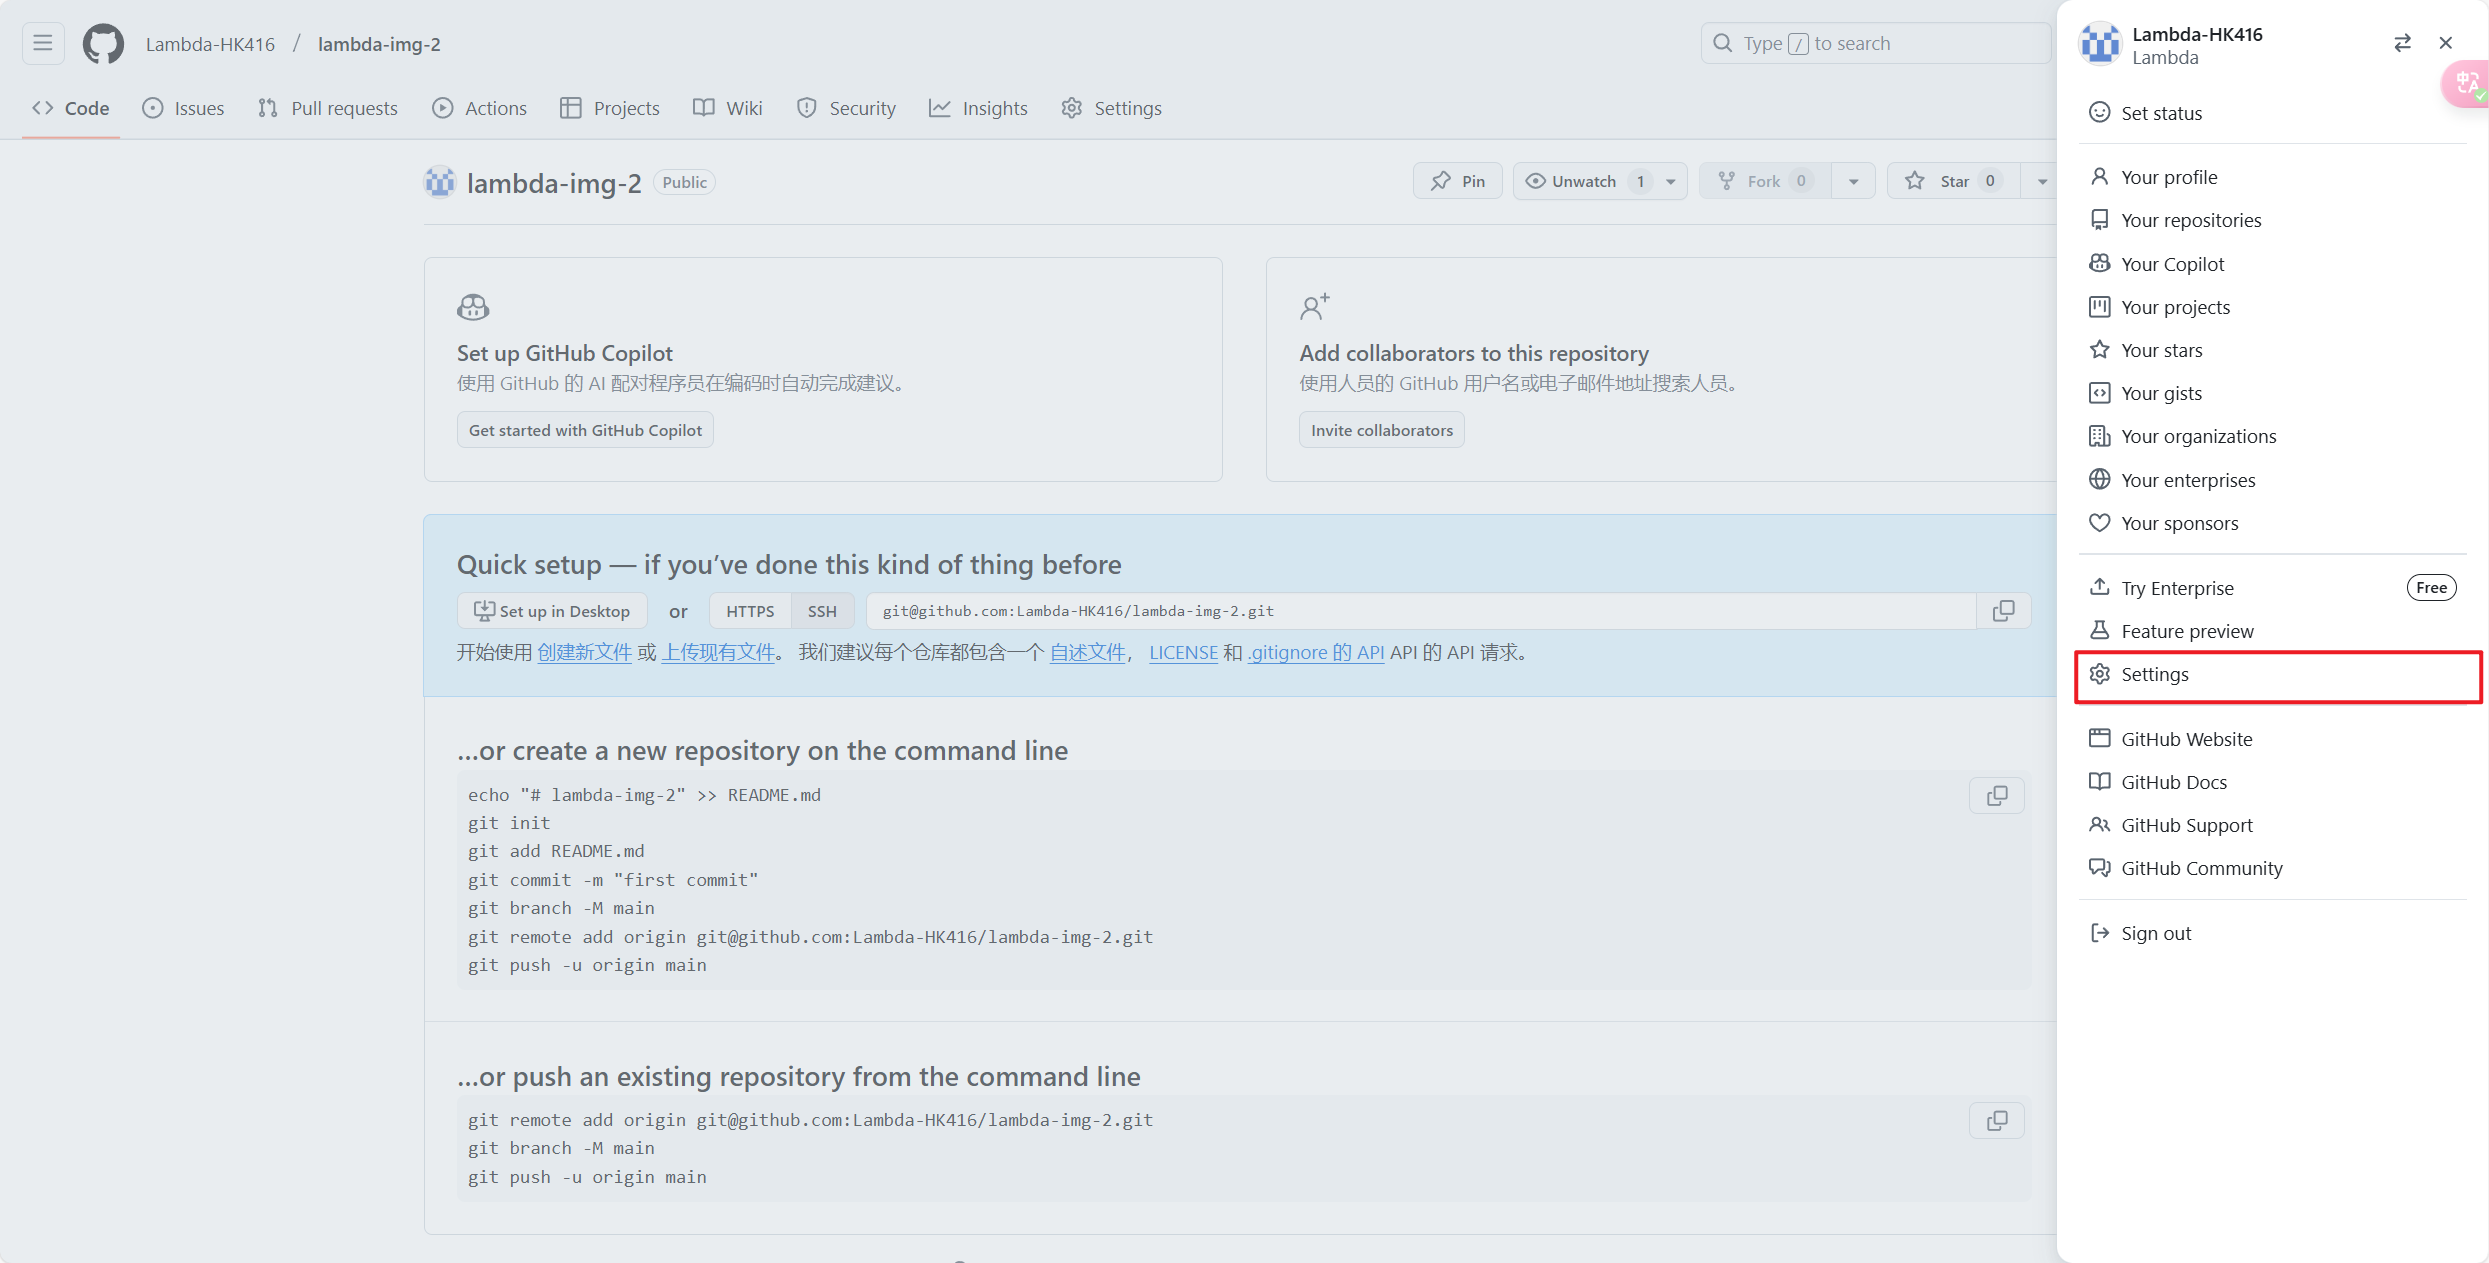 Lambda-HK416 / lambda-img-2
Type / to search
Code Issues Pull requests Actions Projects Wiki Security Insights Settings
lambda-img-2 Public
Pin Unwatch 1 Fork 0 Star 0
Set up GitHub Copilot
使用 GitHub 的 AI 配对程序员在编码时自动完成建议。
Get started with GitHub Copilot
Add collaborators to this repository
使用人员的 GitHub 用户名或电子邮件地址搜索人员。
Invite collaborators
Quick setup — if you’ve done this kind of thing before
Set up in Desktop or HTTPS SSH git@github.com:Lambda-HK416/lambda-img-2.git
开始使用 创建新文件 或 上传现有文件。 我们建议每个仓库都包含一个 自述文件， LICENSE 和 .gitignore 的 API API 的 API 请求。
…or create a new repository on the command line
echo "# lambda-img-2" >> README.md
git init
git add README.md
git commit -m "first commit"
git branch -M main
git remote add origin git@github.com:Lambda-HK416/lambda-img-2.git
git push -u origin main
…or push an existing repository from the command line
git remote add origin git@github.com:Lambda-HK416/lambda-img-2.git
git branch -M main
git push -u origin main
Lambda-HK416
Lambda
中A
Set status
Your profile
Your repositories
Your Copilot
Your projects
Your stars
Your gists
Your organizations
Your enterprises
Your sponsors
Try Enterprise Free
Feature preview
Settings
GitHub Website
GitHub Docs
GitHub Support
GitHub Community
Sign out